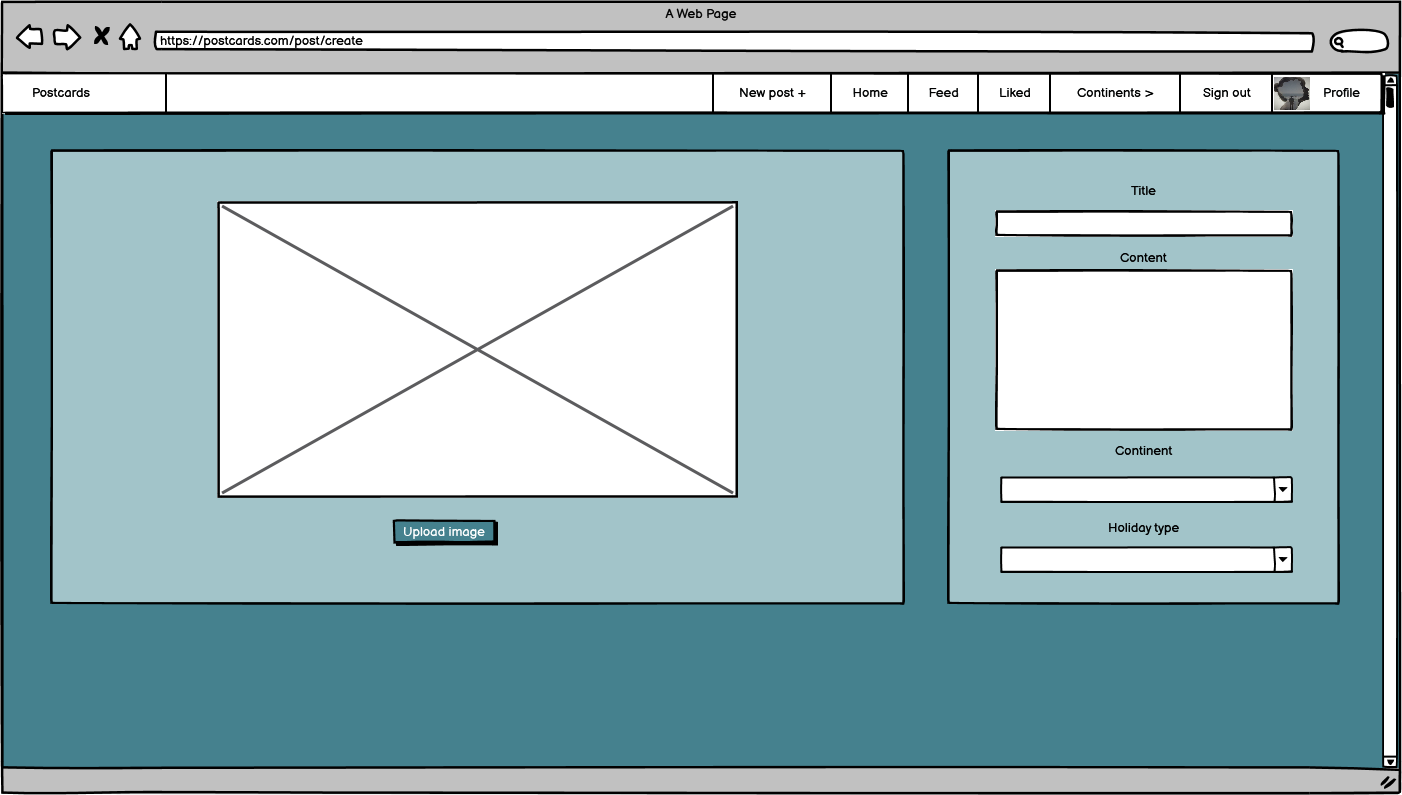 A Web Page
https://postcards.com/post/create
Postcards
New post +
Home
Feed
Liked
Continents >
Sign out
Profile
Title
Content
Continent
Holiday type
Upload image